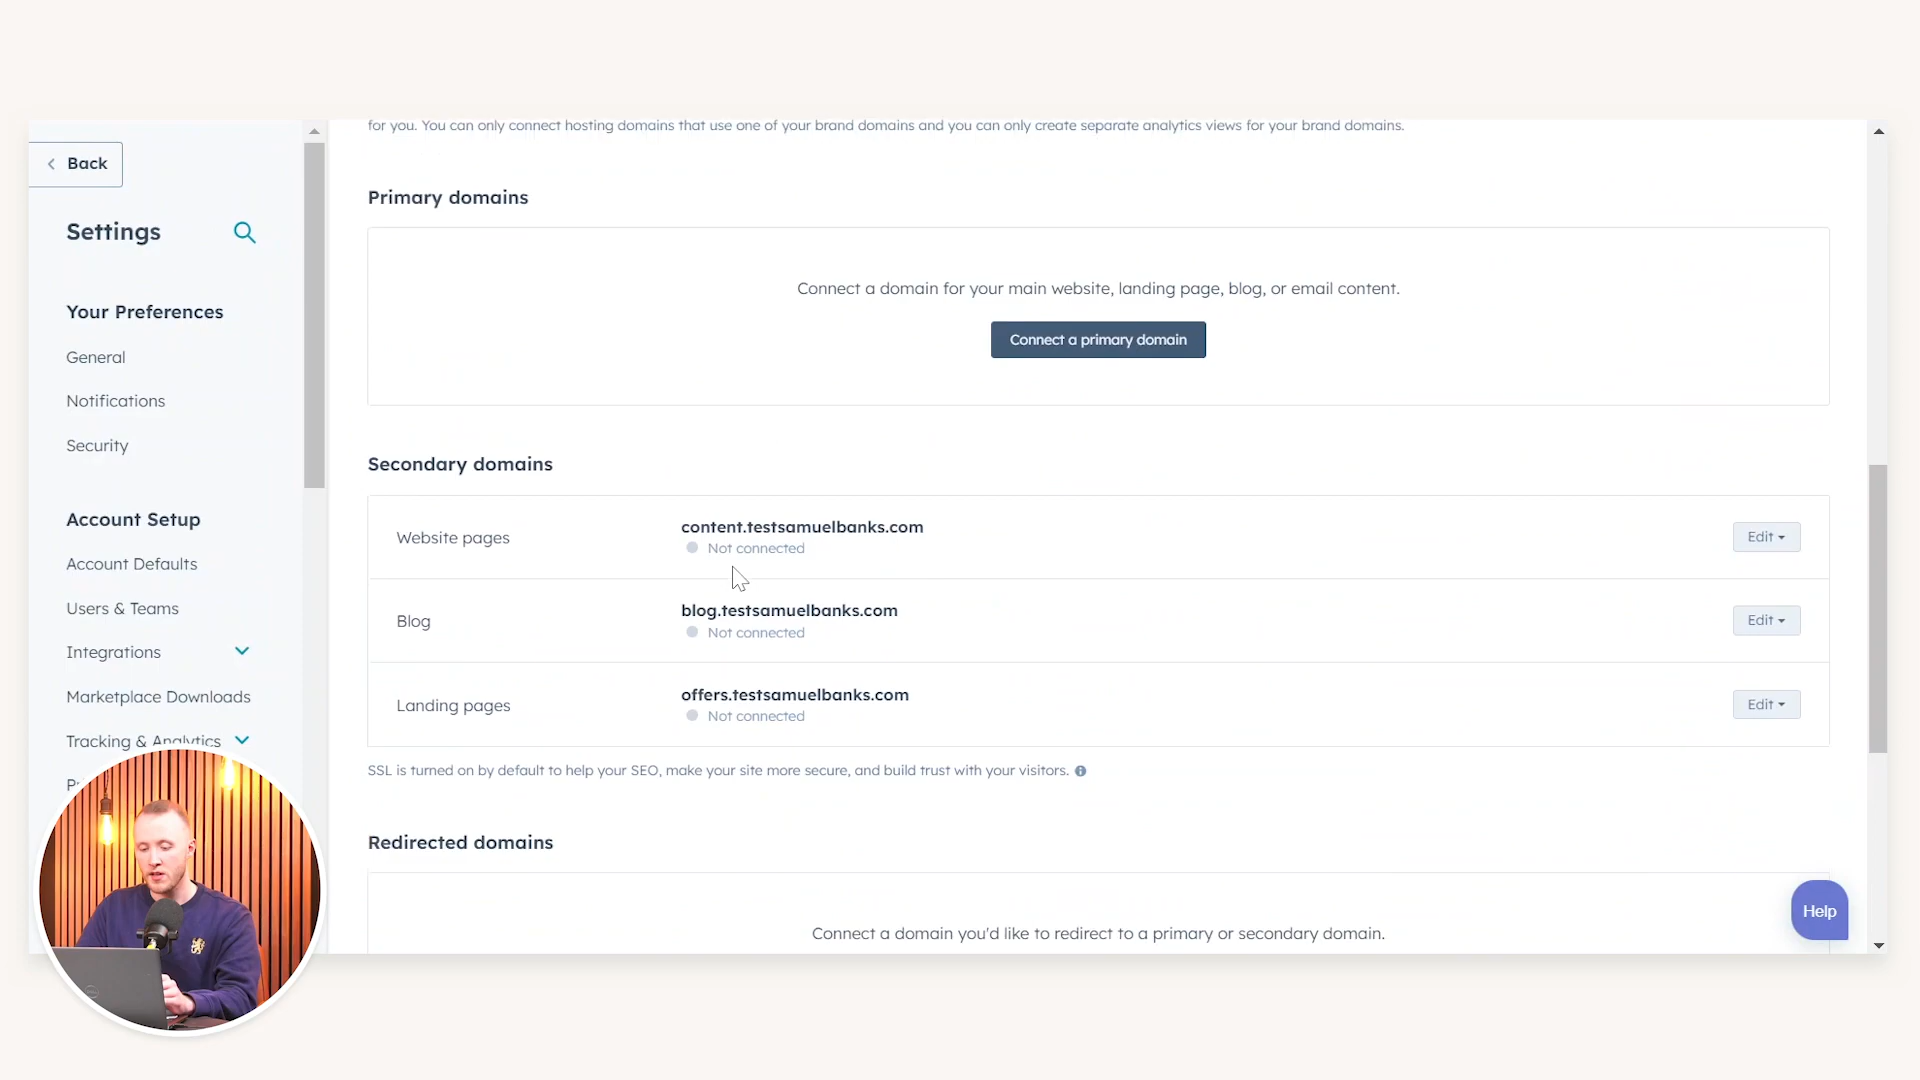 for you. You can only connect hosting domains that use one of your brand domains and you can only create separate analytics views for your brand domains.
Back
Settings
Your Preferences
General
Notifications
Security
Account Setup
Account Defaults
Users & Teams
Integrations
Marketplace Downloads
Tracking & Analytics
Primary domains
Connect a domain for your main website, landing page, blog, or email content.
Connect a primary domain
Secondary domains
Website pages
content.testsamuelbanks.com
Not connected
Edit
Blog
blog.testsamuelbanks.com
Not connected
Edit
Landing pages
offers.testsamuelbanks.com
Not connected
Edit
SSL is turned on by default to help your SEO, make your site more secure, and build trust with your visitors.
Redirected domains
Connect a domain you'd like to redirect to a primary or secondary domain.
Help